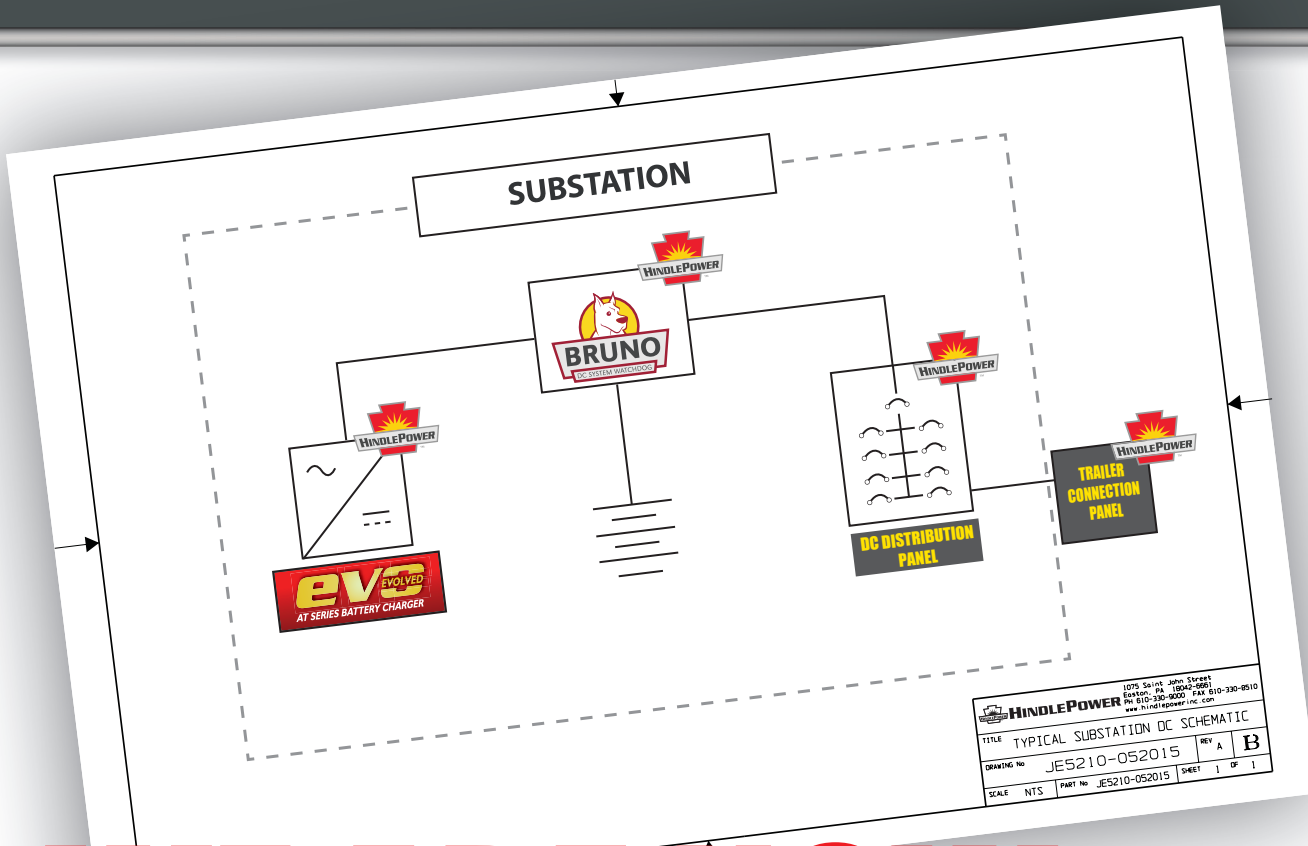 SUBSTATION
HINDLEPOWER
BRUNO
DC SYSTEM WATCHDOG
HINDLEPOWER
HINDLEPOWER
HINDLEPOWER
TRAILER
CONNECTION
PANEL
DC DISTRIBUTION
PANEL
evo
EVOLVED
AT SERIES BATTERY CHARGER
HINDLEPOWER
1075 Saint John Street
Easton, PA 18042-6661
PH 610-330-9000 FAX 610-330-8510
www.hindlepowerinc.com
TITLE TYPICAL SUBSTATION DC SCHEMATIC
DRAWING No JE5210-052015 REV A B
SCALE NTS PART No JE5210-052015 SHEET 1 OF 1